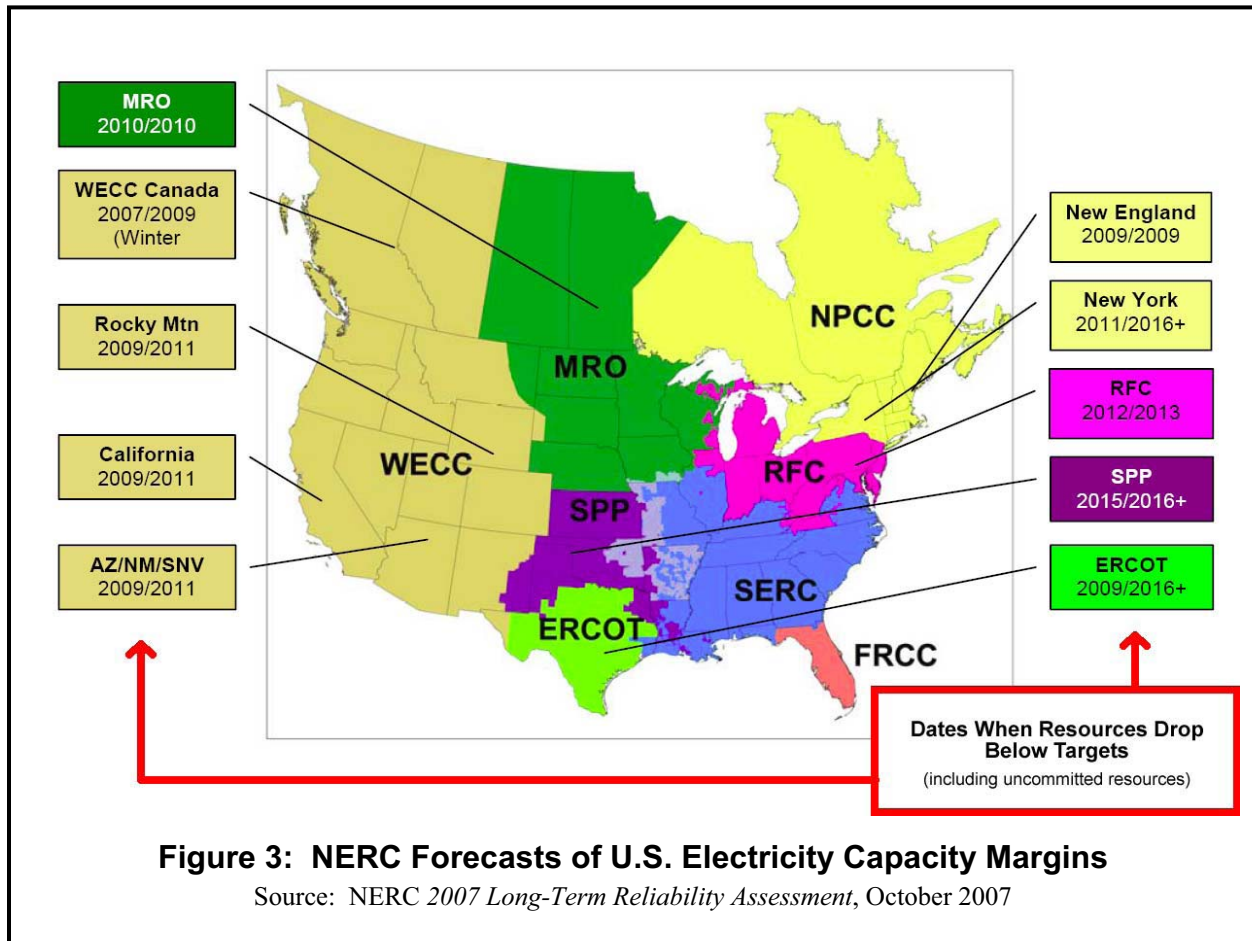 MRO
2010/2010
WECC Canada
2007/2009
(Winter
Rocky Mtn
2009/2011
California
2009/2011
AZ/NM/SNV
2009/2011
NPCC
MRO
WECC
RFC
SPP
SERC
ERCOT
FRCC
New England
2009/2009
New York
2011/2016+
RFC
2012/2013
SPP
2015/2016+
ERCOT
2009/2016+
Dates When Resources Drop
Below Targets
(including uncommitted resources)
Figure 3: NERC Forecasts of U.S. Electricity Capacity Margins
Source: NERC 2007 Long-Term Reliability Assessment, October 2007